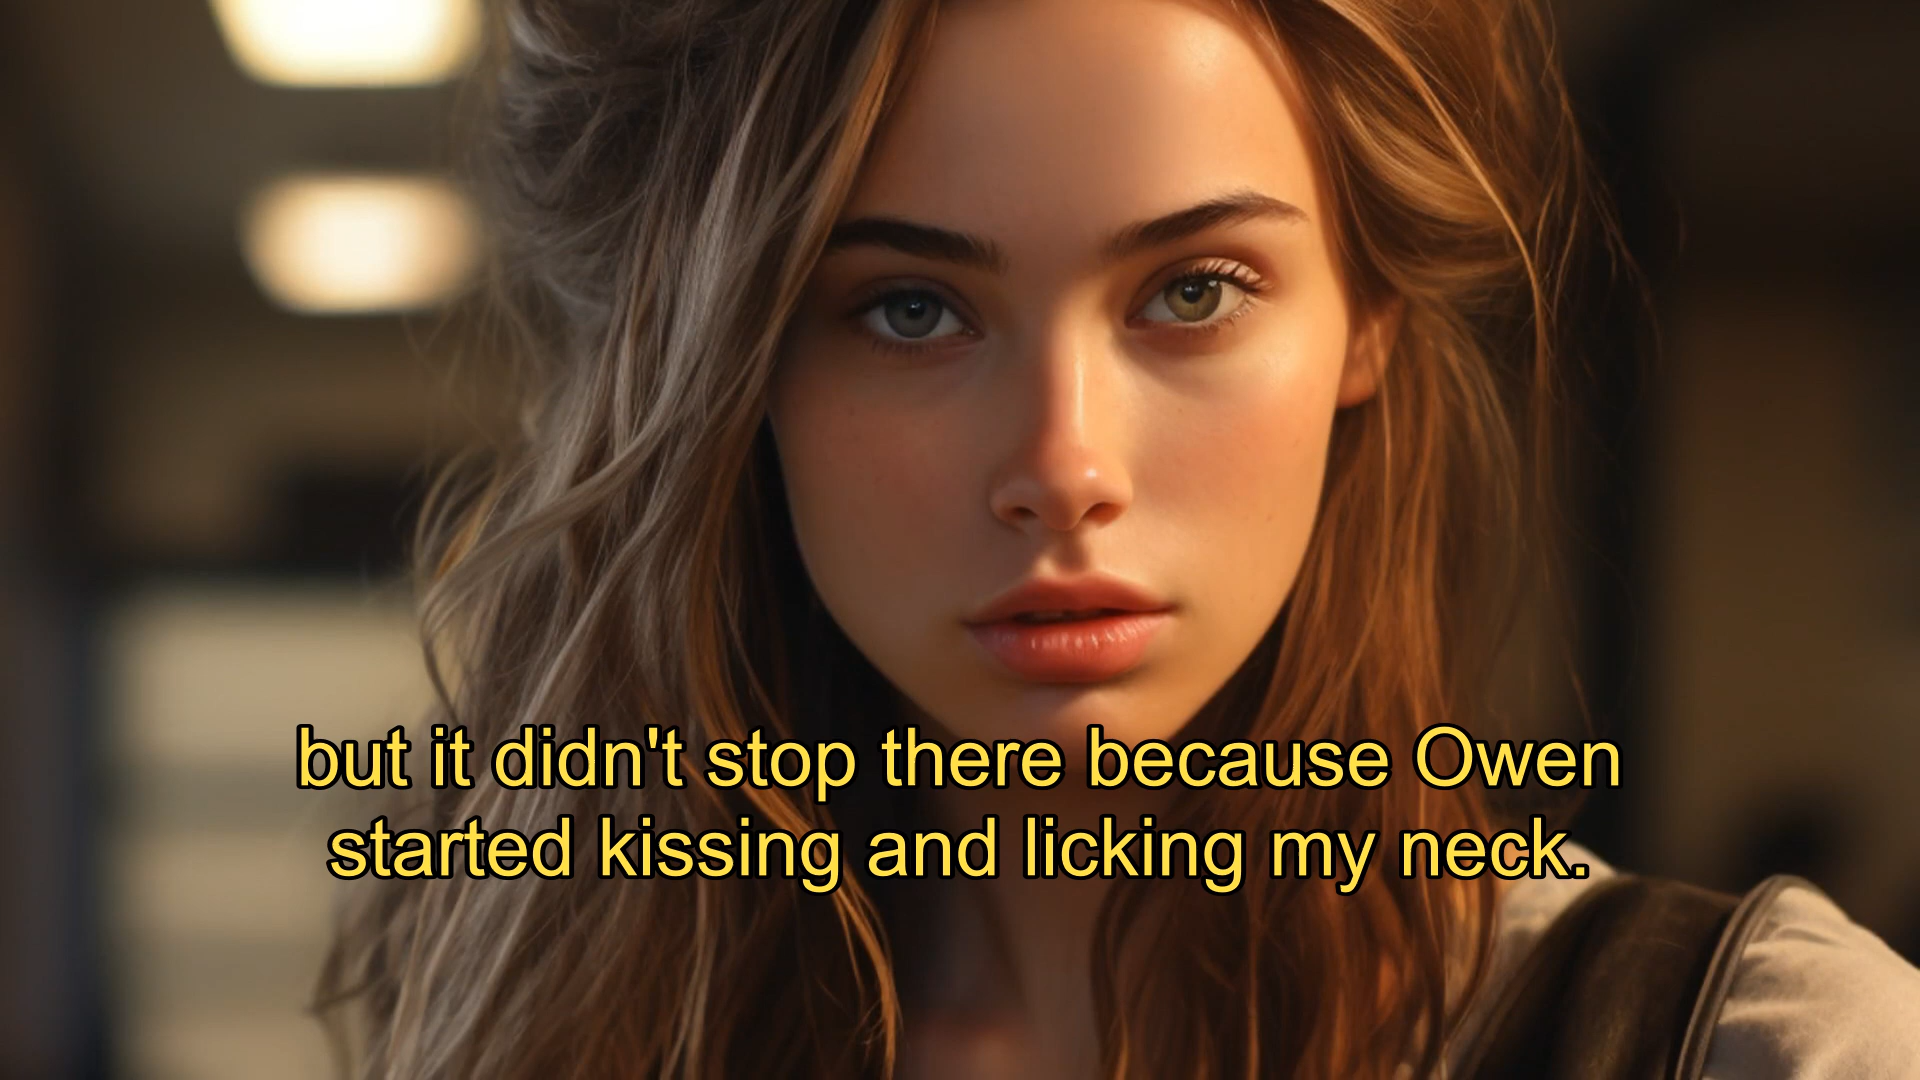 but it didn't stop there because Owen
started kissing and licking my neck.